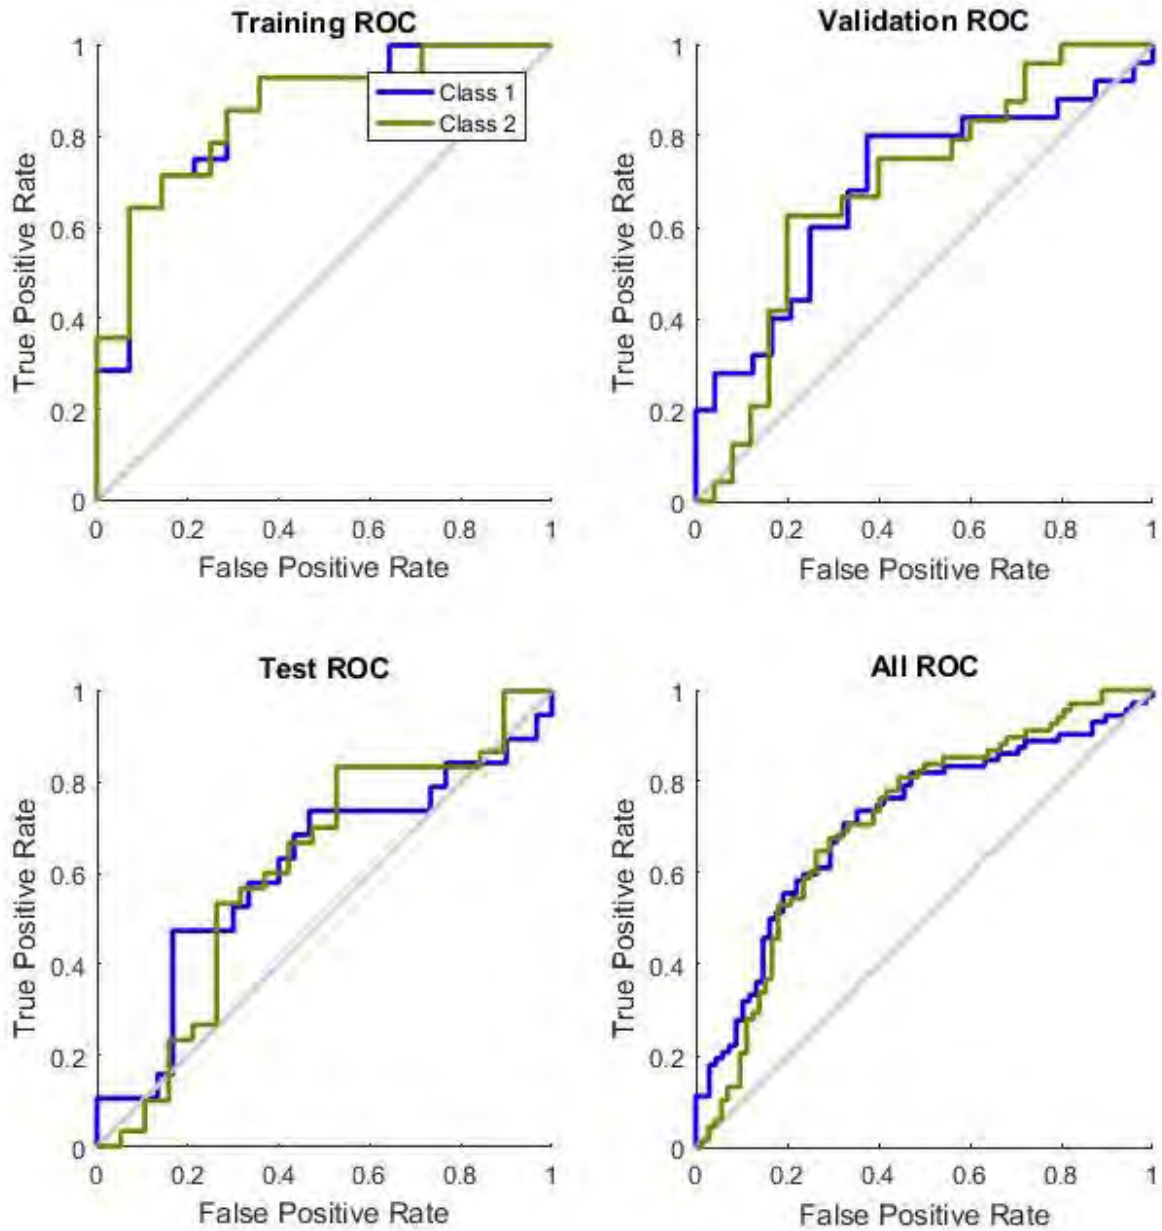 Training ROC
1
0.8
0.6
0.4
0.2
0
True Positive Rate
Class 1
Class 2
0 0.2 0.4 0.6 0.8 1
False Positive Rate
Validation ROC
1
0.8
0.6
0.4
0.2
0
True Positive Rate
0 0.2 0.4 0.6 0.8 1
False Positive Rate
Test ROC
1
0.8
0.6
0.4
0.2
0
True Positive Rate
0 0.2 0.4 0.6 0.8 1
False Positive Rate
All ROC
1
0.8
0.6
0.4
0.2
0
True Positive Rate
0 0.2 0.4 0.6 0.8 1
False Positive Rate